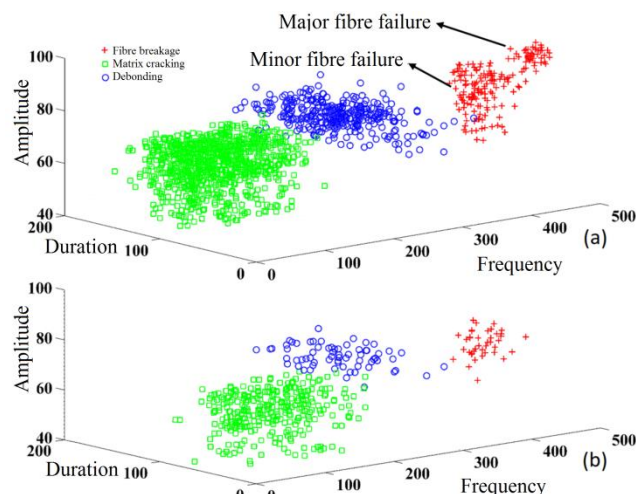 Major fibre failure
Minor fibre failure
Fibre breakage
Matrix cracking
Debonding
Amplitude
100
80
60
40
200
Duration
100
0
0
100
200
300
400
500
Frequency
(a)
Amplitude
100
80
60
40
200
Duration
100
0
0
100
200
300
400
500
Frequency
(b)